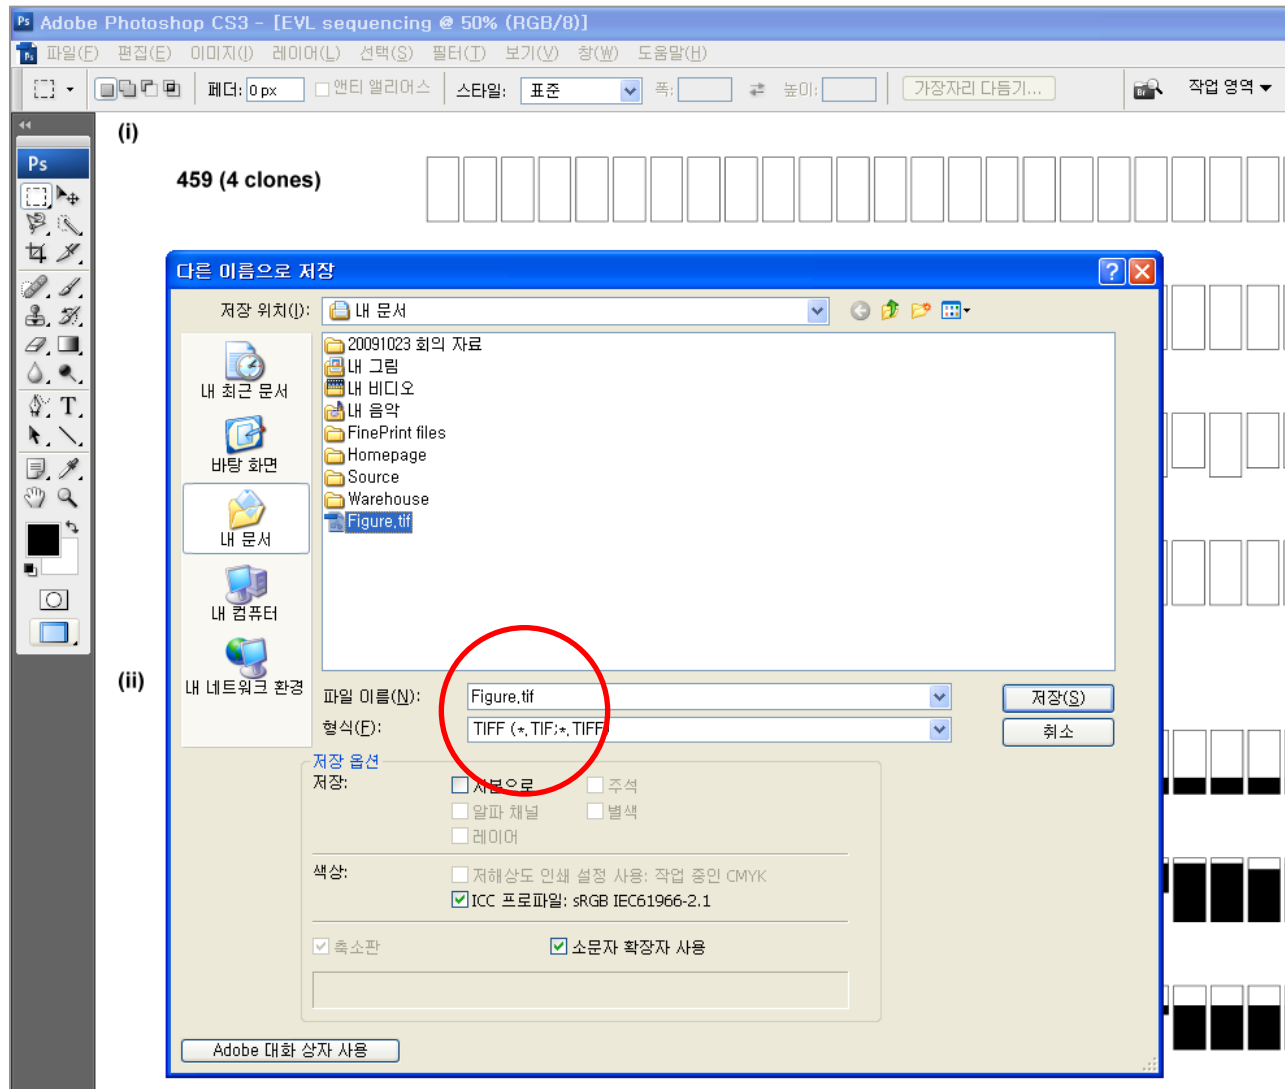 Ps Adobe Photoshop CS3 - [EVL sequencing @ 50% (RGB/8)]
파일(F) 편집(E) 이미지(I) 레이어(L) 선택(S) 필터(T) 보기(V) 창(W) 도움말(H)
페더: 0 px 앤티 앨리어스 스타일: 표준 폭: 높이: 가장자리 다듬기... Br 작업 영역
(i)
Ps
459 (4 clones)
다른 이름으로 저장
저장 위치(I): 내 문서
20091023 회의 자료
내 그림
내 비디오
내 음악
FinePrint files
Homepage
Source
Warehouse
Figure.tif
내 최근 문서
바탕 화면
내 문서
내 컴퓨터
내 네트워크 환경
(ii)
파일 이름(N): Figure.tif 저장(S)
형식(F): TIFF (*.TIF;*.TIFF) 취소
저장 옵션
저장: 사본으로 주석
알파 채널 별색
레이어
색상: 저해상도 인쇄 설정 사용: 작업 중인 CMYK
ICC 프로파일: sRGB IEC61966-2.1
축소판 소문자 확장자 사용
Adobe 대화 상자 사용